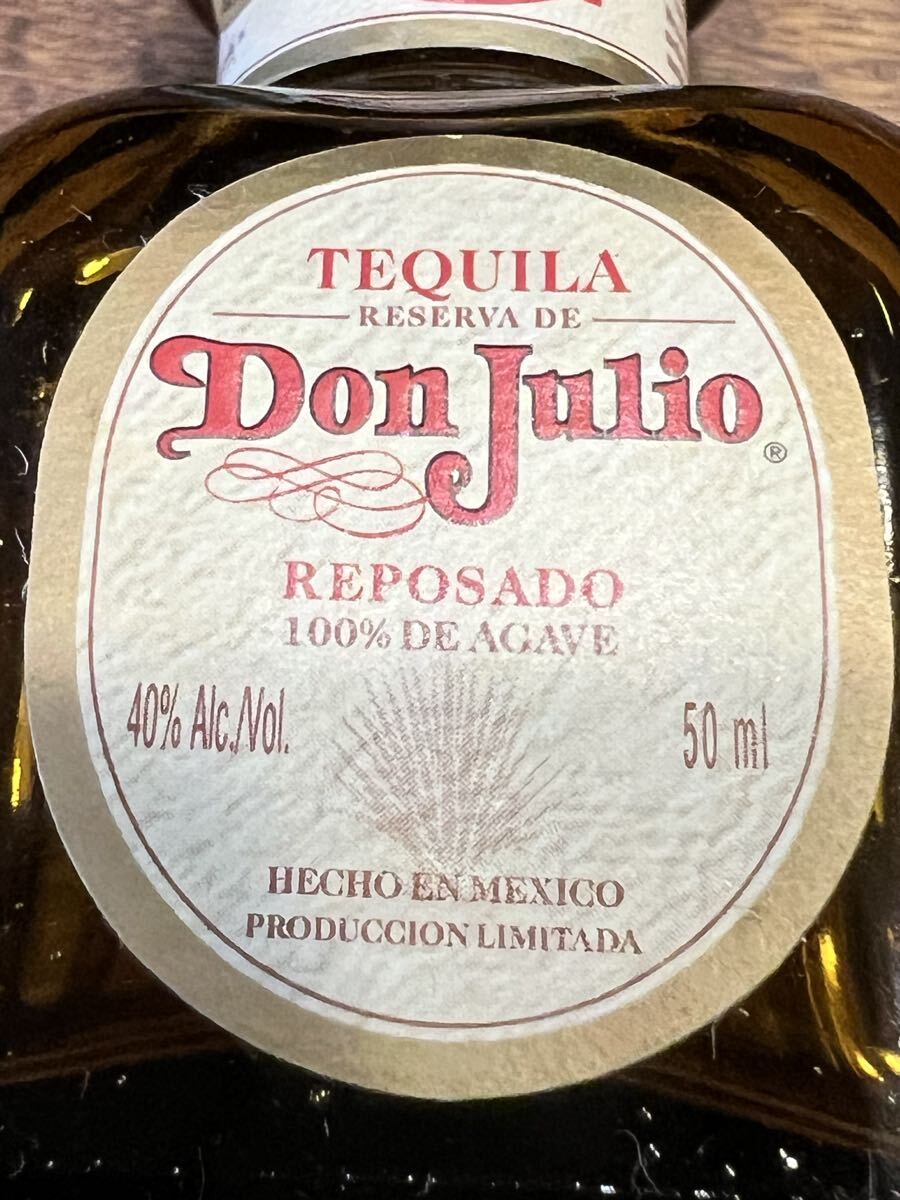 TEQUILA
RESERVA DE
Don Julio®
REPOSADO
100% DE AGAVE
40% Alc./Vol.
50 ml
HECHO EN MEXICO
PRODUCCION LIMITADA